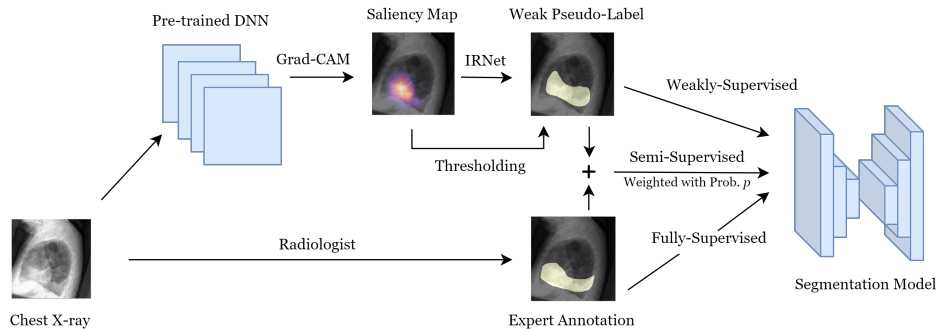 Saliency Map
Weak Pseudo-Label
Pre-trained DNN
Grad-CAM
IRNet
Weakly-Supervised
Thresholding
+
Semi-Supervised
Weighted with Prob. p
Radiologist
Fully-Supervised
Segmentation Model
Chest X-ray
Expert Annotation